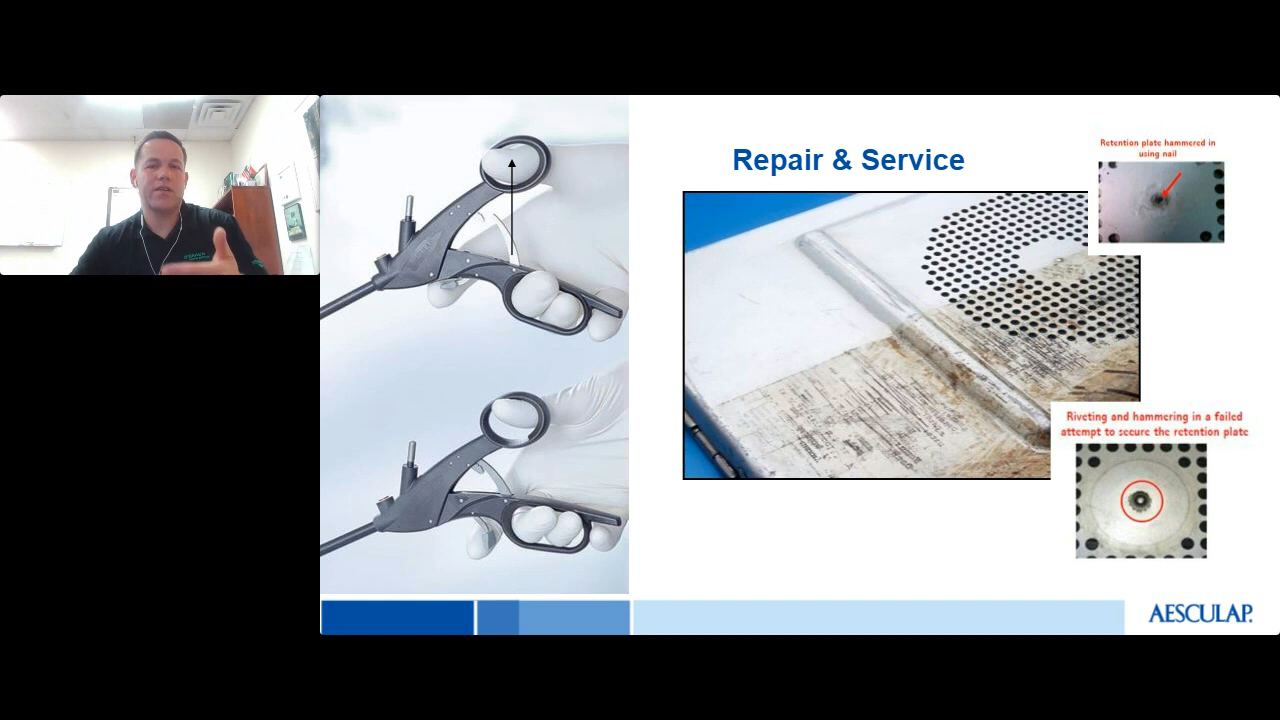 Repair & Service
Retention plate hammered in
using nail
Riveting and hammering in a failed
attempt to secure the retention plate
AESCULAP.